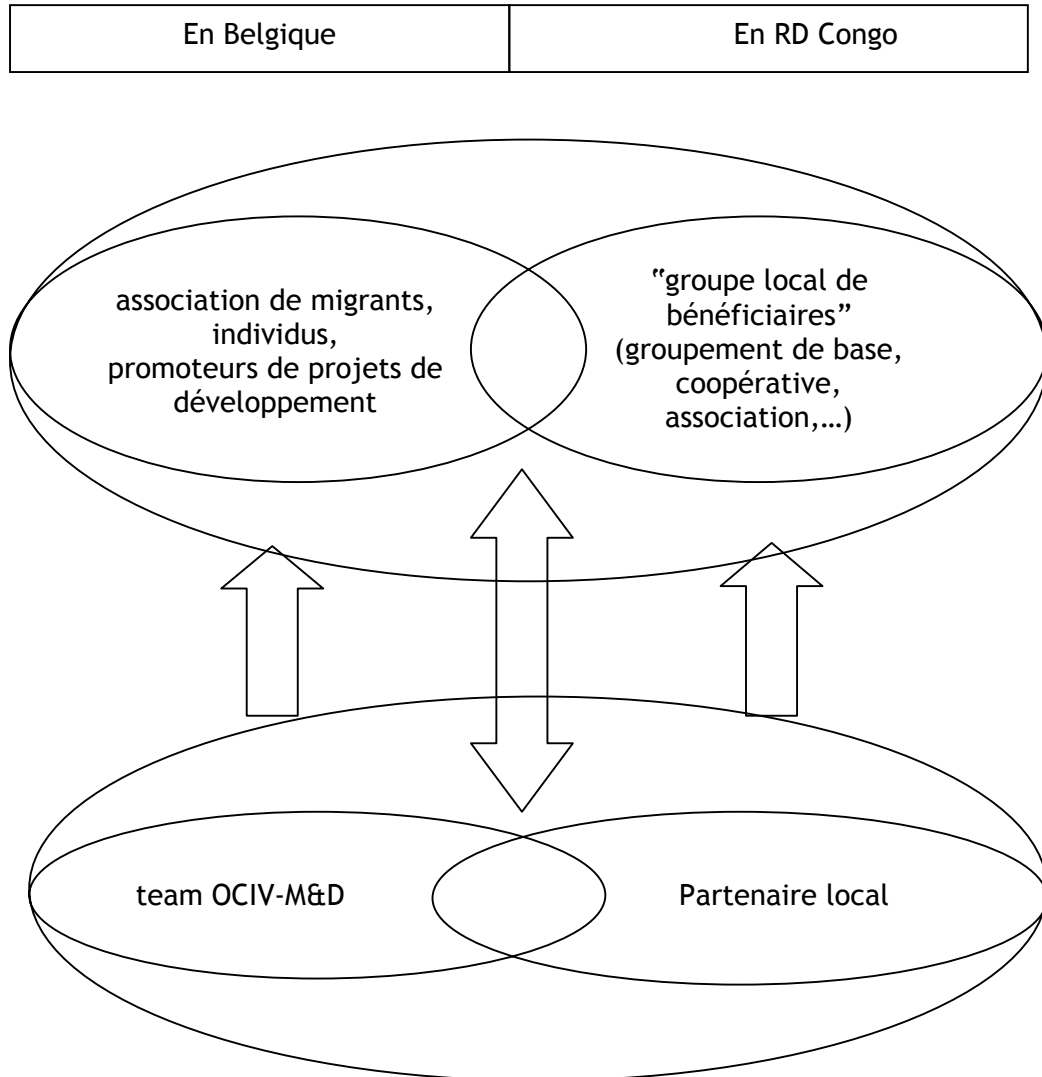 En Belgique
En RD Congo
association de migrants,
individus,
promoteurs de projets de
développement
“groupe local de
bénéficiaires”
(groupement de base,
coopérative,
association,…)
team OCIV-M&D
Partenaire local